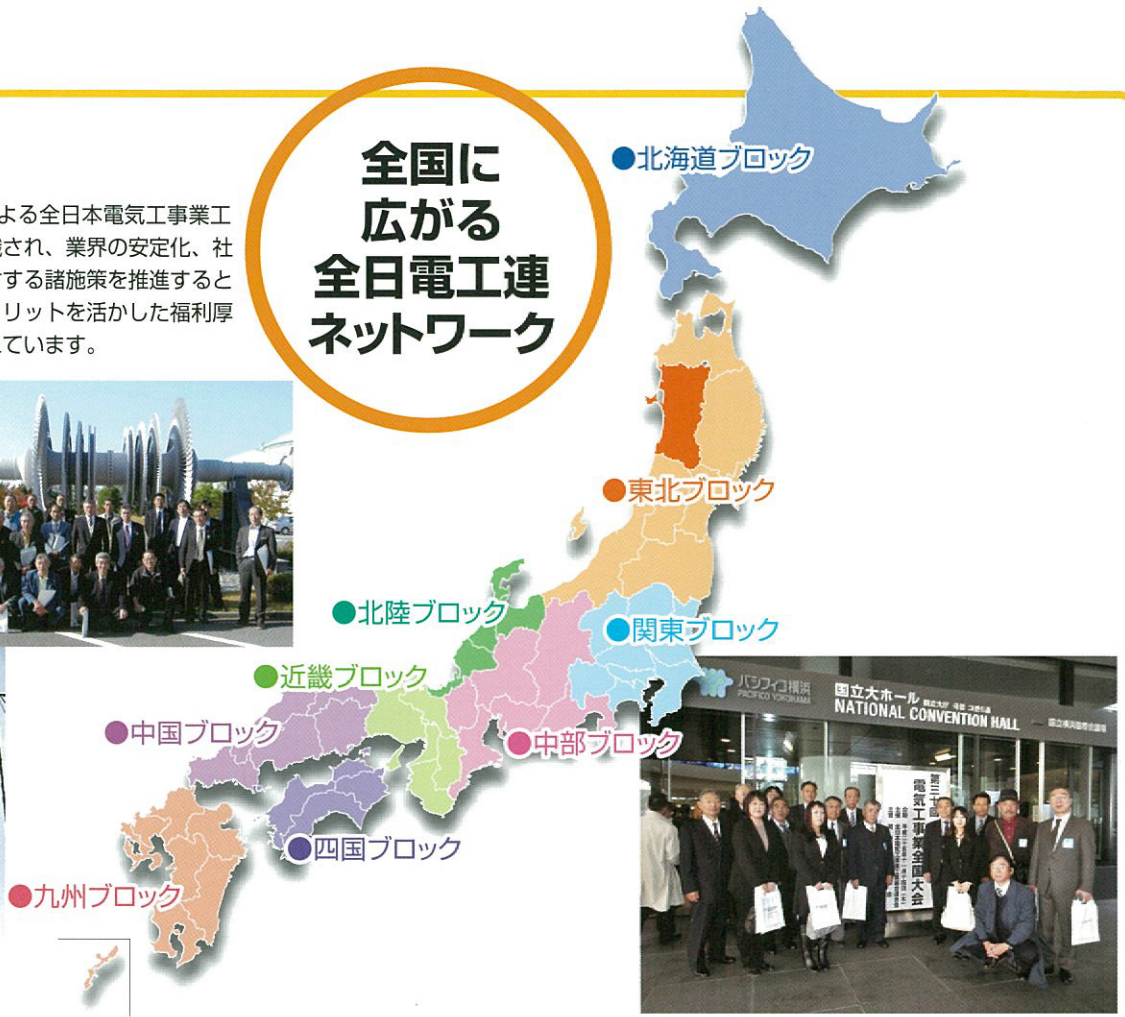 よる全日本電気工事業工
され、業界の安定化、社
する諸施策を推進すると
リットを活かした福利厚
ています。
全国に
広がる
全日電工連
ネットワーク
●北海道ブロック
●東北ブロック
●北陸ブロック
●関東ブロック
●近畿ブロック
●中国ブロック
●中部ブロック
●四国ブロック
●九州ブロック
パシフィコ横浜
PACIFICO YOKOHAMA
国立大ホール
NATIONAL CONVENTION HALL
第三十回
電気工事業全国大会